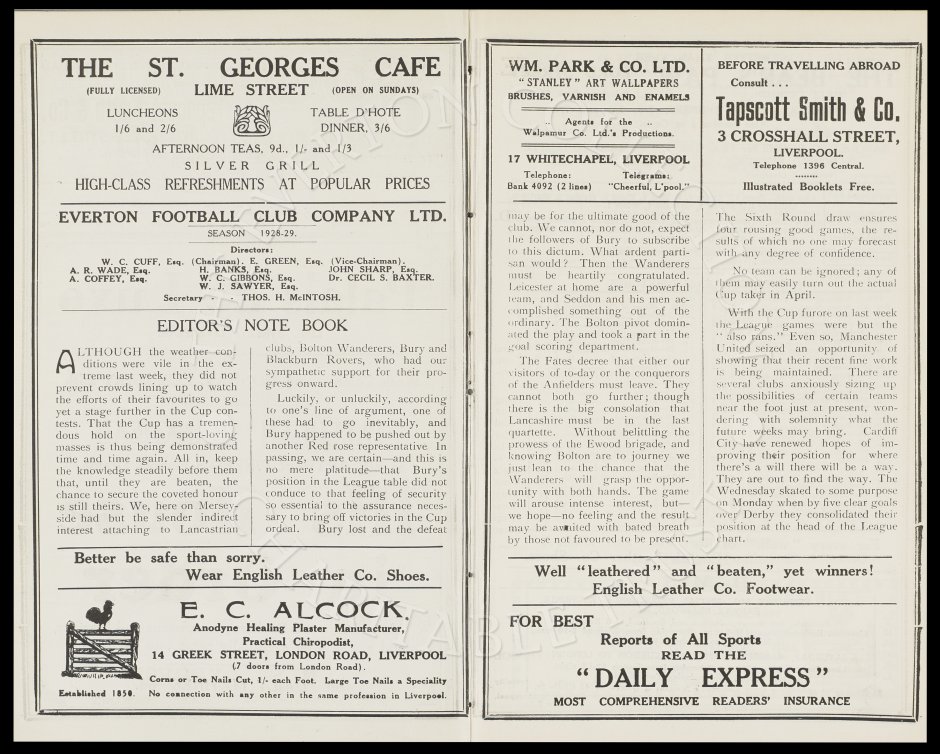 THE ST. GEORGES CAFE
(FULLY LICENSED) LIME STREET (OPEN ON SUNDAYS)
LUNCHEONS
1/6 and 2/6
TABLE D'HOTE
DINNER, 3/6
AFTERNOON TEAS, 9d., 1/- and 1/3
SILVER GRILL
HIGH-CLASS REFRESHMENTS AT POPULAR PRICES
EVERTON FOOTBALL CLUB COMPANY LTD.
SEASON 1928-29.
Directors:
W. C. CUFF, Esq. (Chairman). E. GREEN, Esq. (Vice-Chairman).
A. R. WADE, Esq. H. BANKS, Esq. JOHN SHARP, Esq.
A. COFFEY, Esq. W. C. GIBBONS, Esq. Dr. CECIL S. BAXTER.
W. J. SAWYER, Esq.
Secretary - - THOS. H. McINTOSH.
EDITOR'S NOTE BOOK
ALTHOUGH the weather con-
ditions were vile in the ex-
treme last week, they did not
prevent crowds lining up to watch
the efforts of their favourites to go
yet a stage further in the Cup con-
tests. That the Cup has a tremen-
dous hold on the sport-loving
masses is thus being demonstrated
time and time again. All in, keep
the knowledge steadily before them
that, until they are beaten, the
chance to secure the coveted honour
is still theirs. We, here on Mersey-
side had but the slender indirect
interest attaching to Lancastrian
clubs, Bolton Wanderers, Bury and
Blackburn Rovers, who had our
sympathetic support for their pro-
gress onward.
Luckily, or unluckily, according
to one's line of argument, one of
these had to go inevitably, and
Bury happened to be pushed out by
another Red rose representative. In
passing, we are certain—and this is
no mere platitude—that Bury's
position in the League table did not
conduce to that feeling of security
so essential to the assurance neces-
sary to bring off victories in the Cup
ordeal. Bury lost and the defeat
Better be safe than sorry.
Wear English Leather Co. Shoes.
E. C. ALCOCK.
Anodyne Healing Plaster Manufacturer,
Practical Chiropodist,
14 GREEK STREET, LONDON ROAD, LIVERPOOL
(7 doors from London Road).
Corns or Toe Nails Cut, 1/- each Foot. Large Toe Nails a Speciality
Established 1850. No connection with any other in the same profession in Liverpool.
WM. PARK & CO. LTD.
"STANLEY" ART WALLPAPERS
BRUSHES, VARNISH AND ENAMELS
.. Agents for the ..
Walpamur Co. Ltd.'s Productions.
17 WHITECHAPEL, LIVERPOOL
Telephone: Telegrams:
Bank 4092 (2 lines) "Cheerful, L'pool."
BEFORE TRAVELLING ABROAD
Consult . . .
Tapscott Smith & Co.
3 CROSSHALL STREET,
LIVERPOOL.
Telephone 1396 Central.
Illustrated Booklets Free.
may be for the ultimate good of the
club. We cannot, nor do not, expect
the followers of Bury to subscribe
to this dictum. What ardent parti-
san would? Then the Wanderers
must be heartily congratulated.
Leicester at home are a powerful
team, and Seddon and his men ac-
complished something out of the
ordinary. The Bolton pivot domin-
ated the play and took a part in the
goal scoring department.
The Fates decree that either our
visitors of to-day or the conquerors
of the Anfielders must leave. They
cannot both go further; though
there is the big consolation that
Lancashire must be in the last
quartette. Without belittling the
prowess of the Ewood brigade, and
knowing Bolton are to journey we
just lean to the chance that the
Wanderers will grasp the oppor-
tunity with both hands. The game
will arouse intense interest, but—
we hope—no feeling and the result
may be awaited with bated breath
by those not favoured to be present.
The Sixth Round draw ensures
four rousing good games, the re-
sults of which no one may forecast
with any degree of confidence.
No team can be ignored; any of
them may easily turn out the actual
Cup taker in April.
With the Cup furore on last week
the League games were but the
"also rans." Even so, Manchester
United seized an opportunity of
showing that their recent fine work
is being maintained. There are
several clubs anxiously sizing up
the possibilities of certain teams
near the foot just at present, won-
dering with solemnity what the
future weeks may bring. Cardiff
City have renewed hopes of im-
proving their position for where
there's a will there will be a way.
They are out to find the way. The
Wednesday skated to some purpose
on Monday when by five clear goals
over Derby they consolidated their
position at the head of the League
chart.
Well "leathered" and "beaten," yet winners!
English Leather Co. Footwear.
FOR BEST
Reports of All Sports
READ THE
"DAILY EXPRESS"
MOST COMPREHENSIVE READERS' INSURANCE